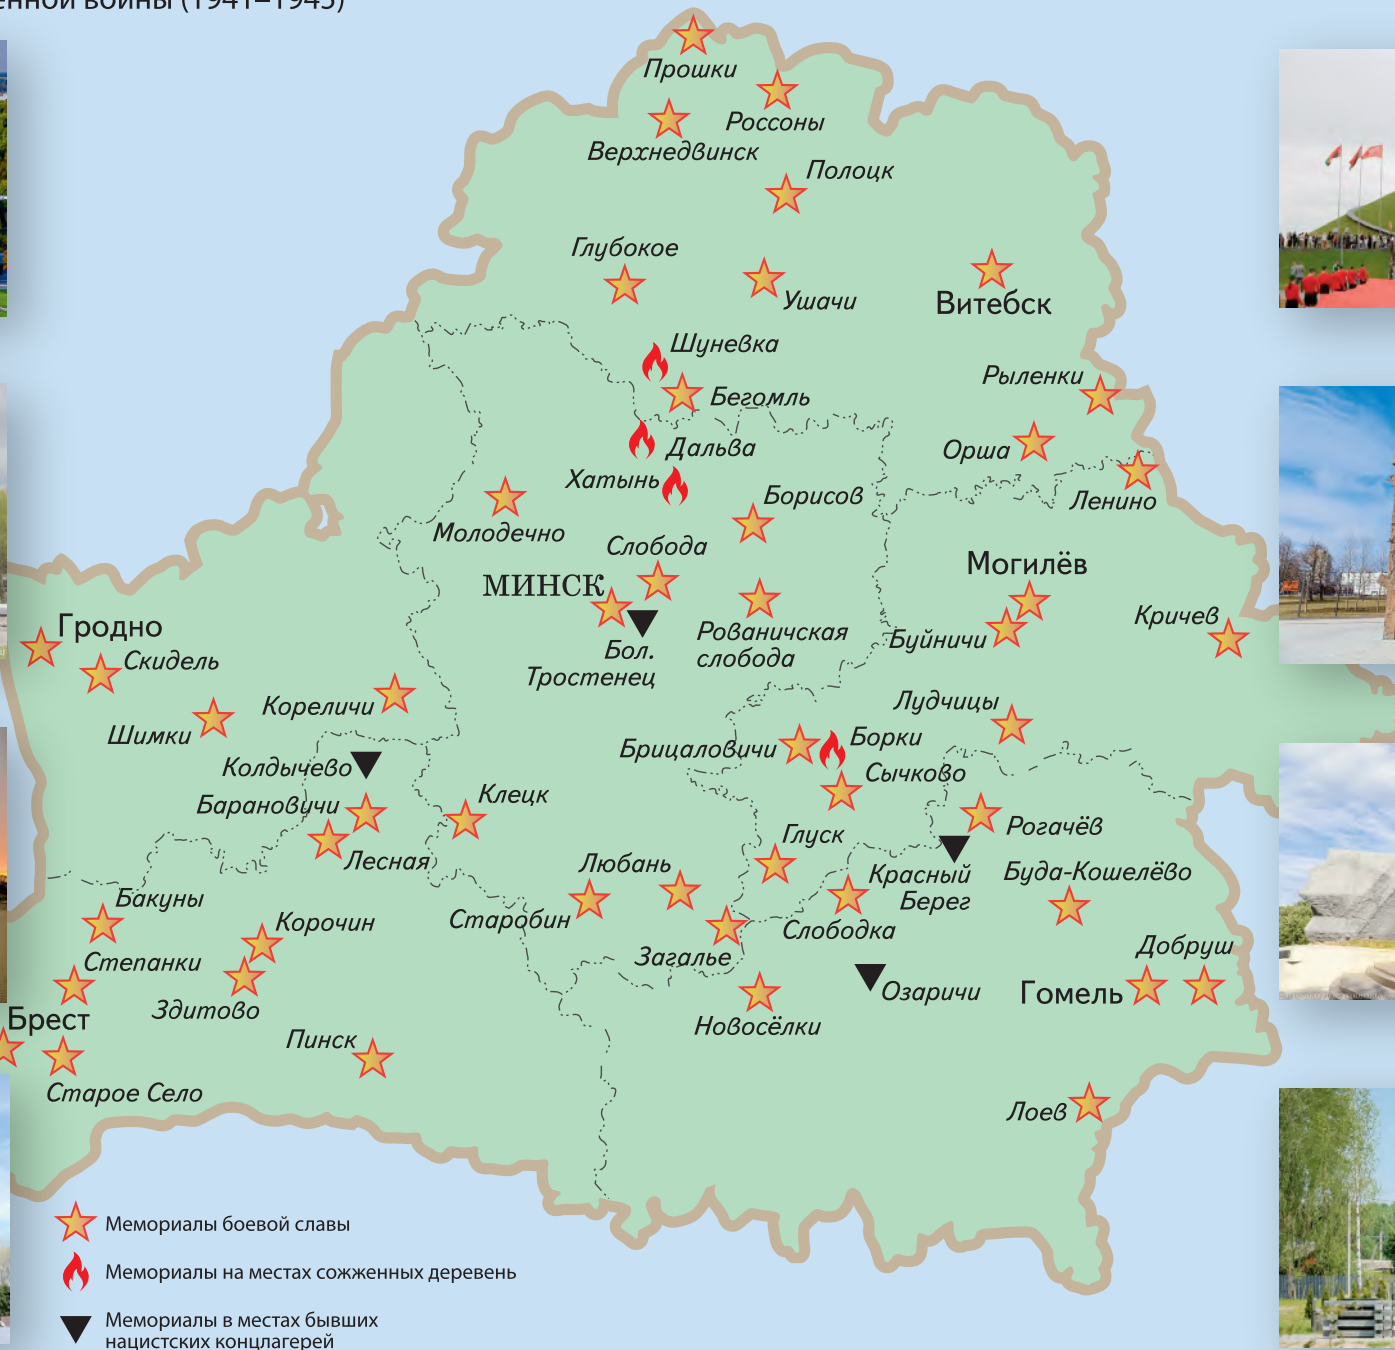 войны (1941–1945)
Прошки
Россоны
Верхнедвинск
Полоцк
Глубокое
Ушачи
Витебск
Шуневка
Бегомль
Рыленки
Дальва
Орша
Хатынь
Ленино
Борисов
Молодечно
Слобода
МИНСК
Могилёв
Гродно
Скидель
Бол.
Тростенец
Рованичская
слобода
Буйничи
Кричев
Кореличи
Шимки
Лудчицы
Колдычево
Брицаловичи
Борки
Сычково
Барановичи
Клецк
Лесная
Глуск
Рогачёв
Любань
Красный
Берег
Буда-Кошелёво
Бакуны
Корочин
Старобин
Слободка
Загалье
Добруш
Степанки
Здитово
Озаричи
Гомель
Брест
Новосёлки
Пинск
Старое Село
Лоев
Мемориалы боевой славы
Мемориалы на местах сожженных деревень
Мемориалы в местах бывших
нацистских концлагерей